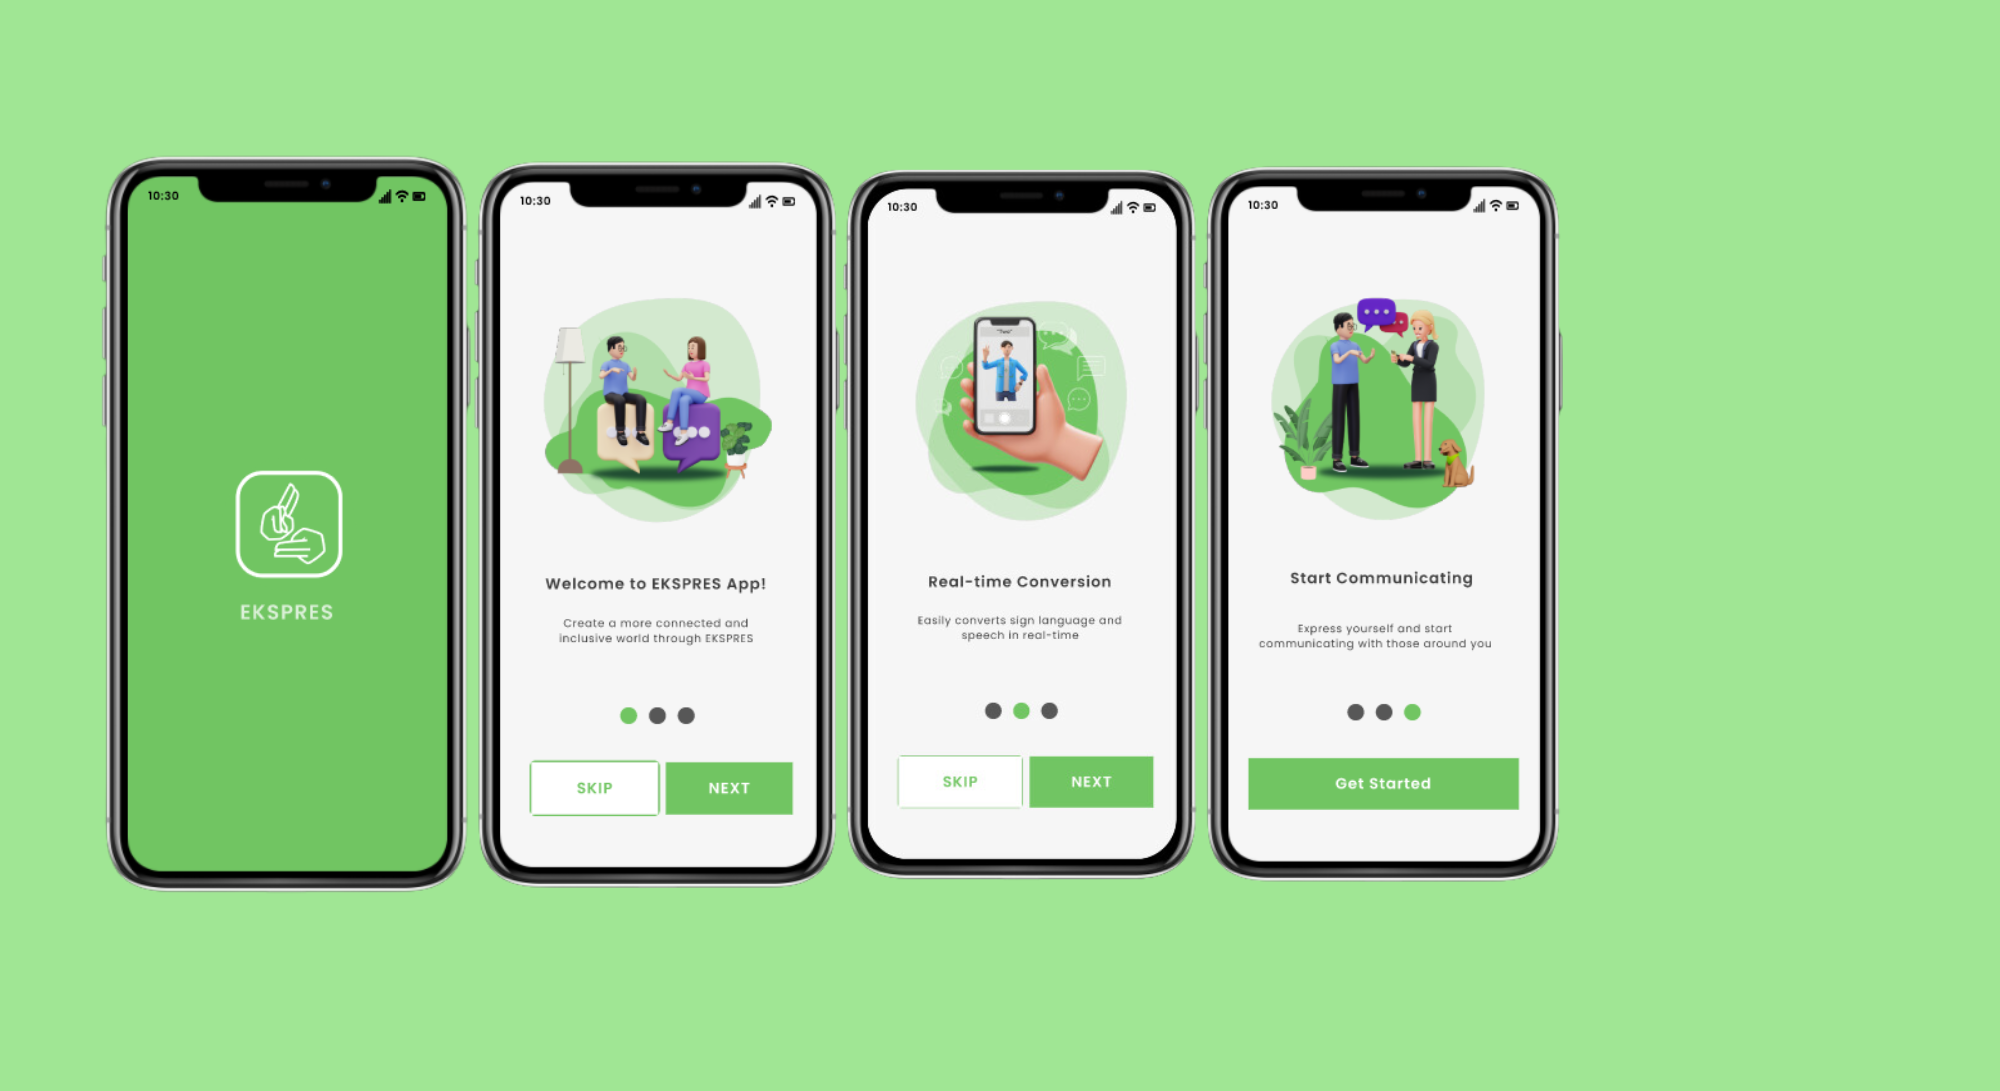 10:30
EKSPRES
10:30
Welcome to EKSPRES App!
Create a more connected and
inclusive world through EKSPRES
SKIP
NEXT
10:30
"Two"
Real-time Conversion
Easily converts sign language and
speech in real-time
SKIP
NEXT
10:30
Start Communicating
Express yourself and start
communicating with those around you
Get Started